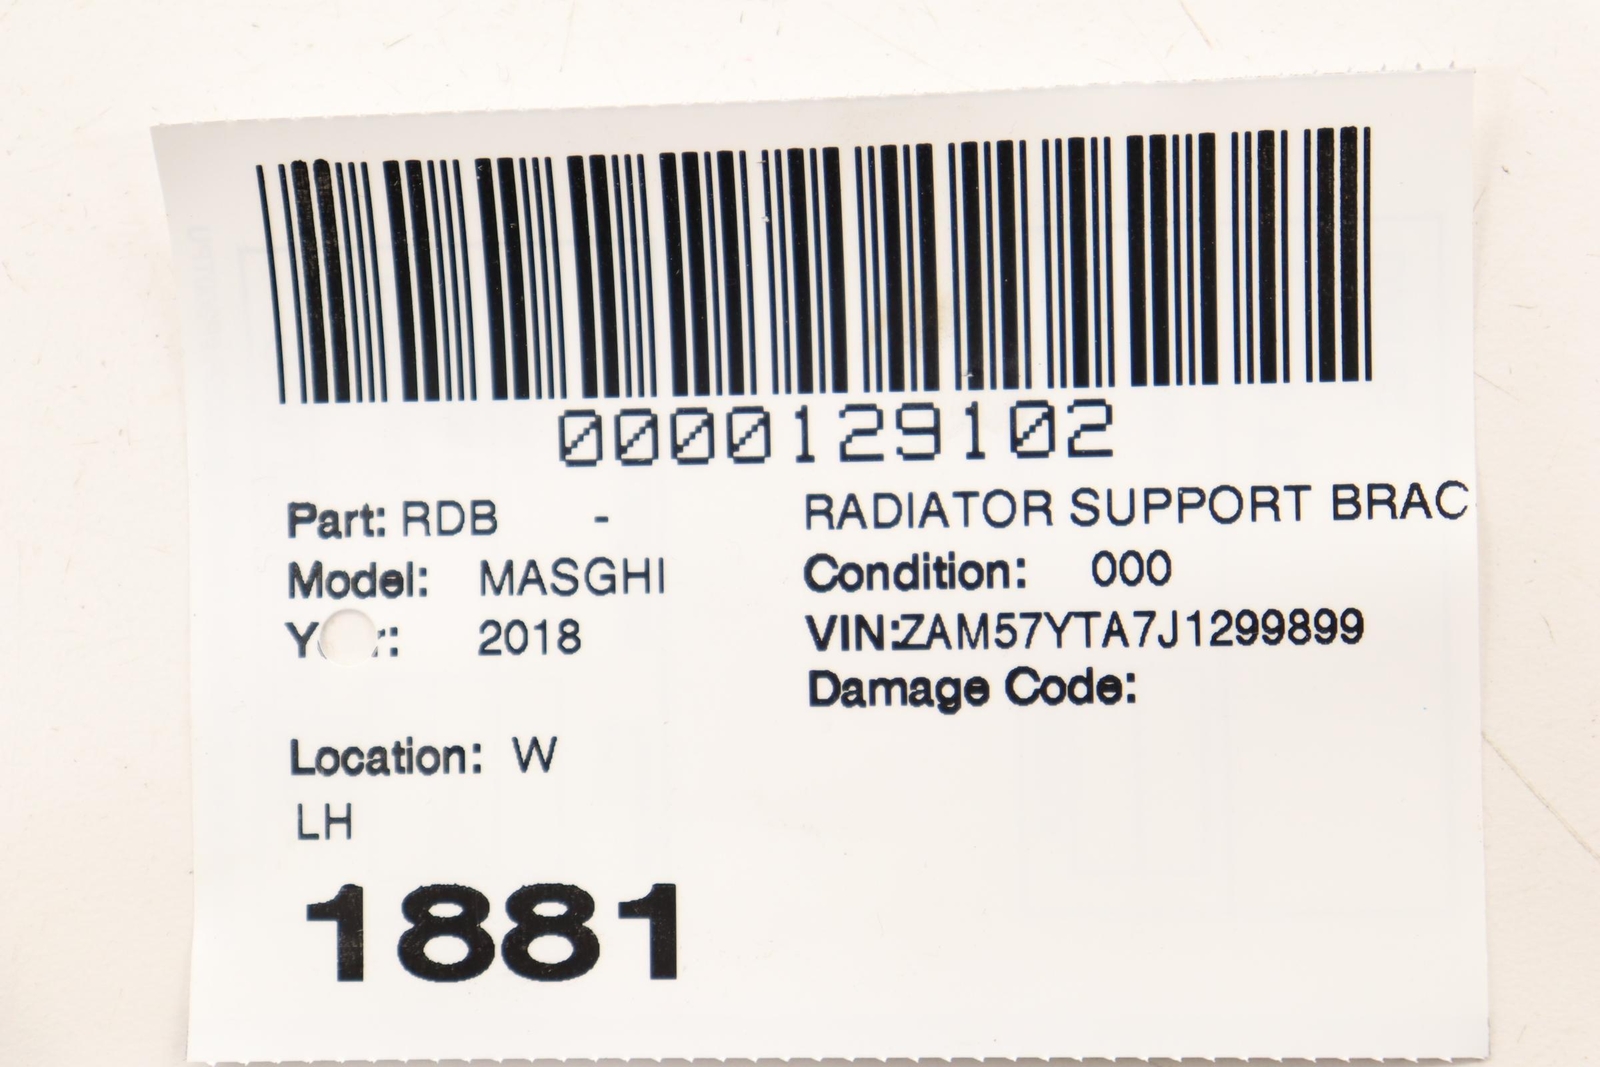 0000129102
Part: RDB - RADIATOR SUPPORT BRAC
Model: MASGHI Condition: 000
2018 VIN:ZAM57YTA7J1299899
Damage Code:
Location: W
LH
1881